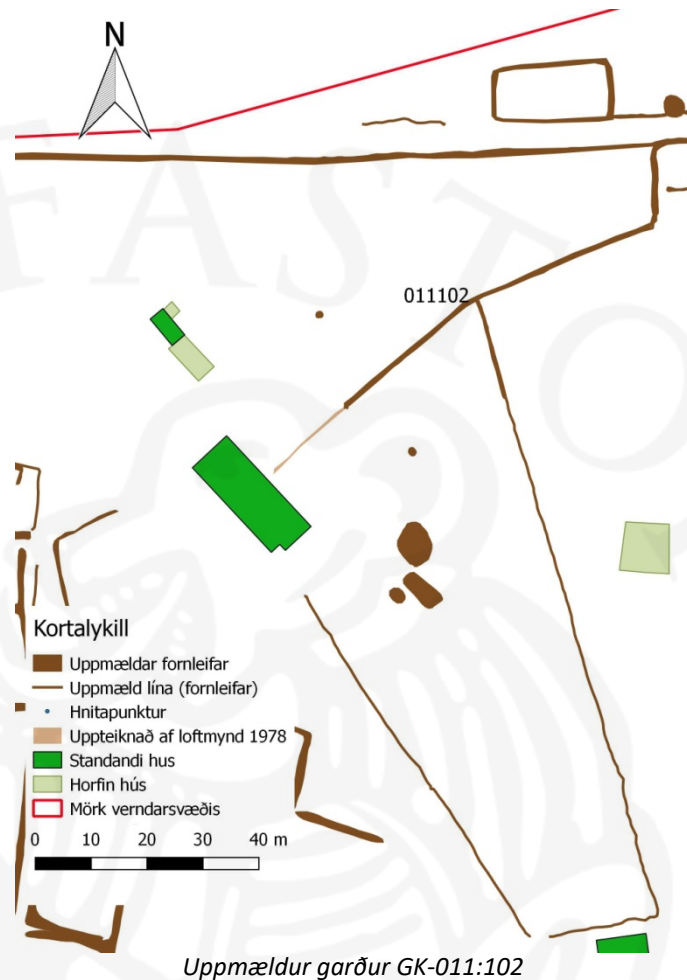 N
011102
Kortalykill
Uppmældar fornleifar
Uppmæld lína (fornleifar)
Hnitapunktur
Uppteiknað af loftmynd 1978
Standandi hus
Horfin hús
Mörk verndarsvæðis
0 10 20 30 40 m
Uppmældur garður GK-011:102